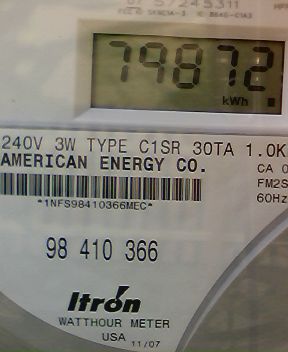 79872
kWh
240V 3W TYPE C1SR 30TA 1.0K
AMERICAN ENERGY CO.
CA 0
FM2S
60Hz
*1NFS98410366MEC*
98 410 366
Itrón
WATTHOUR METER
USA 11/07